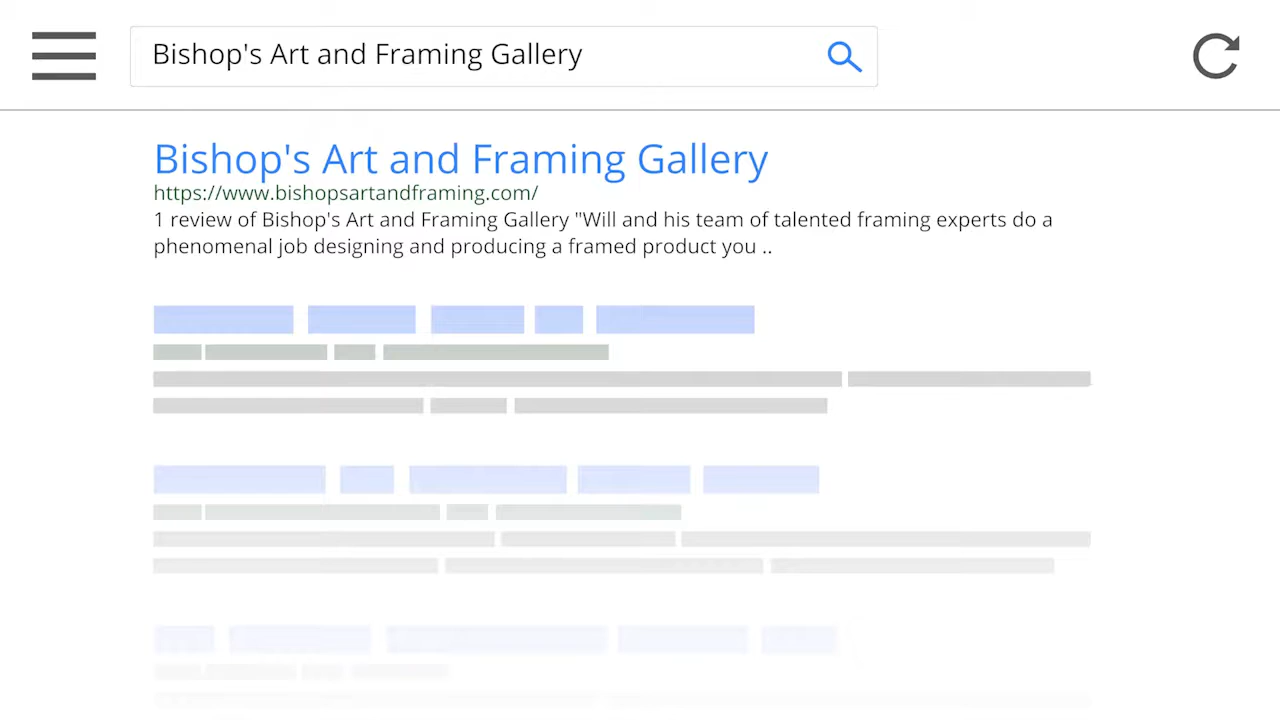 Bishop's Art and Framing Gallery
Bishop's Art and Framing Gallery
https://www.bishopsartandframing.com/
1 review of Bishop's Art and Framing Gallery "Will and his team of talented framing experts do a
phenomenal job designing and producing a framed product you ..